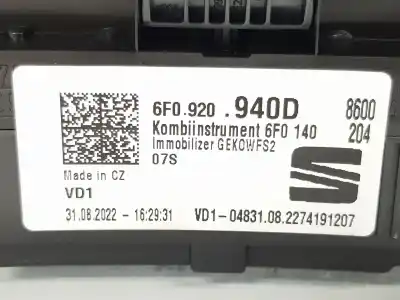 6F0.920 .940D 8600
Kombiinstrument 6F0 140 204
Immobilizer GEKOWFS2
07S
Made in CZ
VD1
31.08.2022 - 16:29:31 VD1-04831.08.2274191207